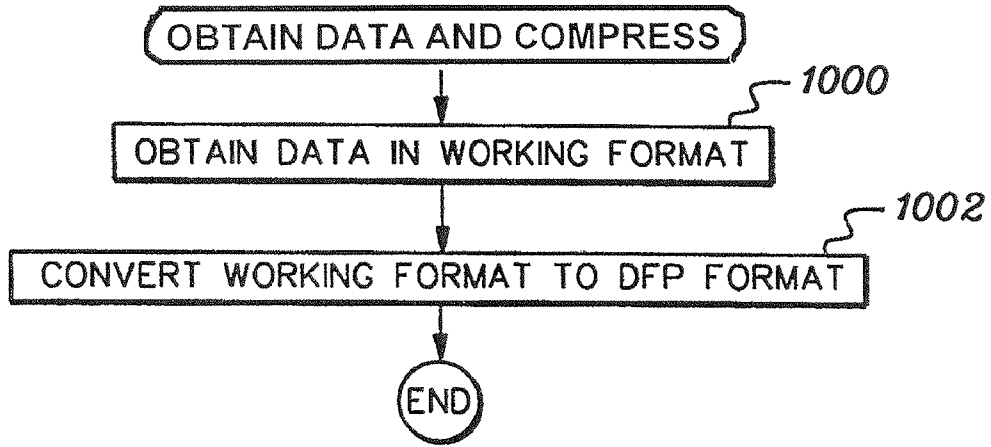 OBTAIN DATA AND COMPRESS
1000
OBTAIN DATA IN WORKING FORMAT
1002
CONVERT WORKING FORMAT TO DFP FORMAT
END